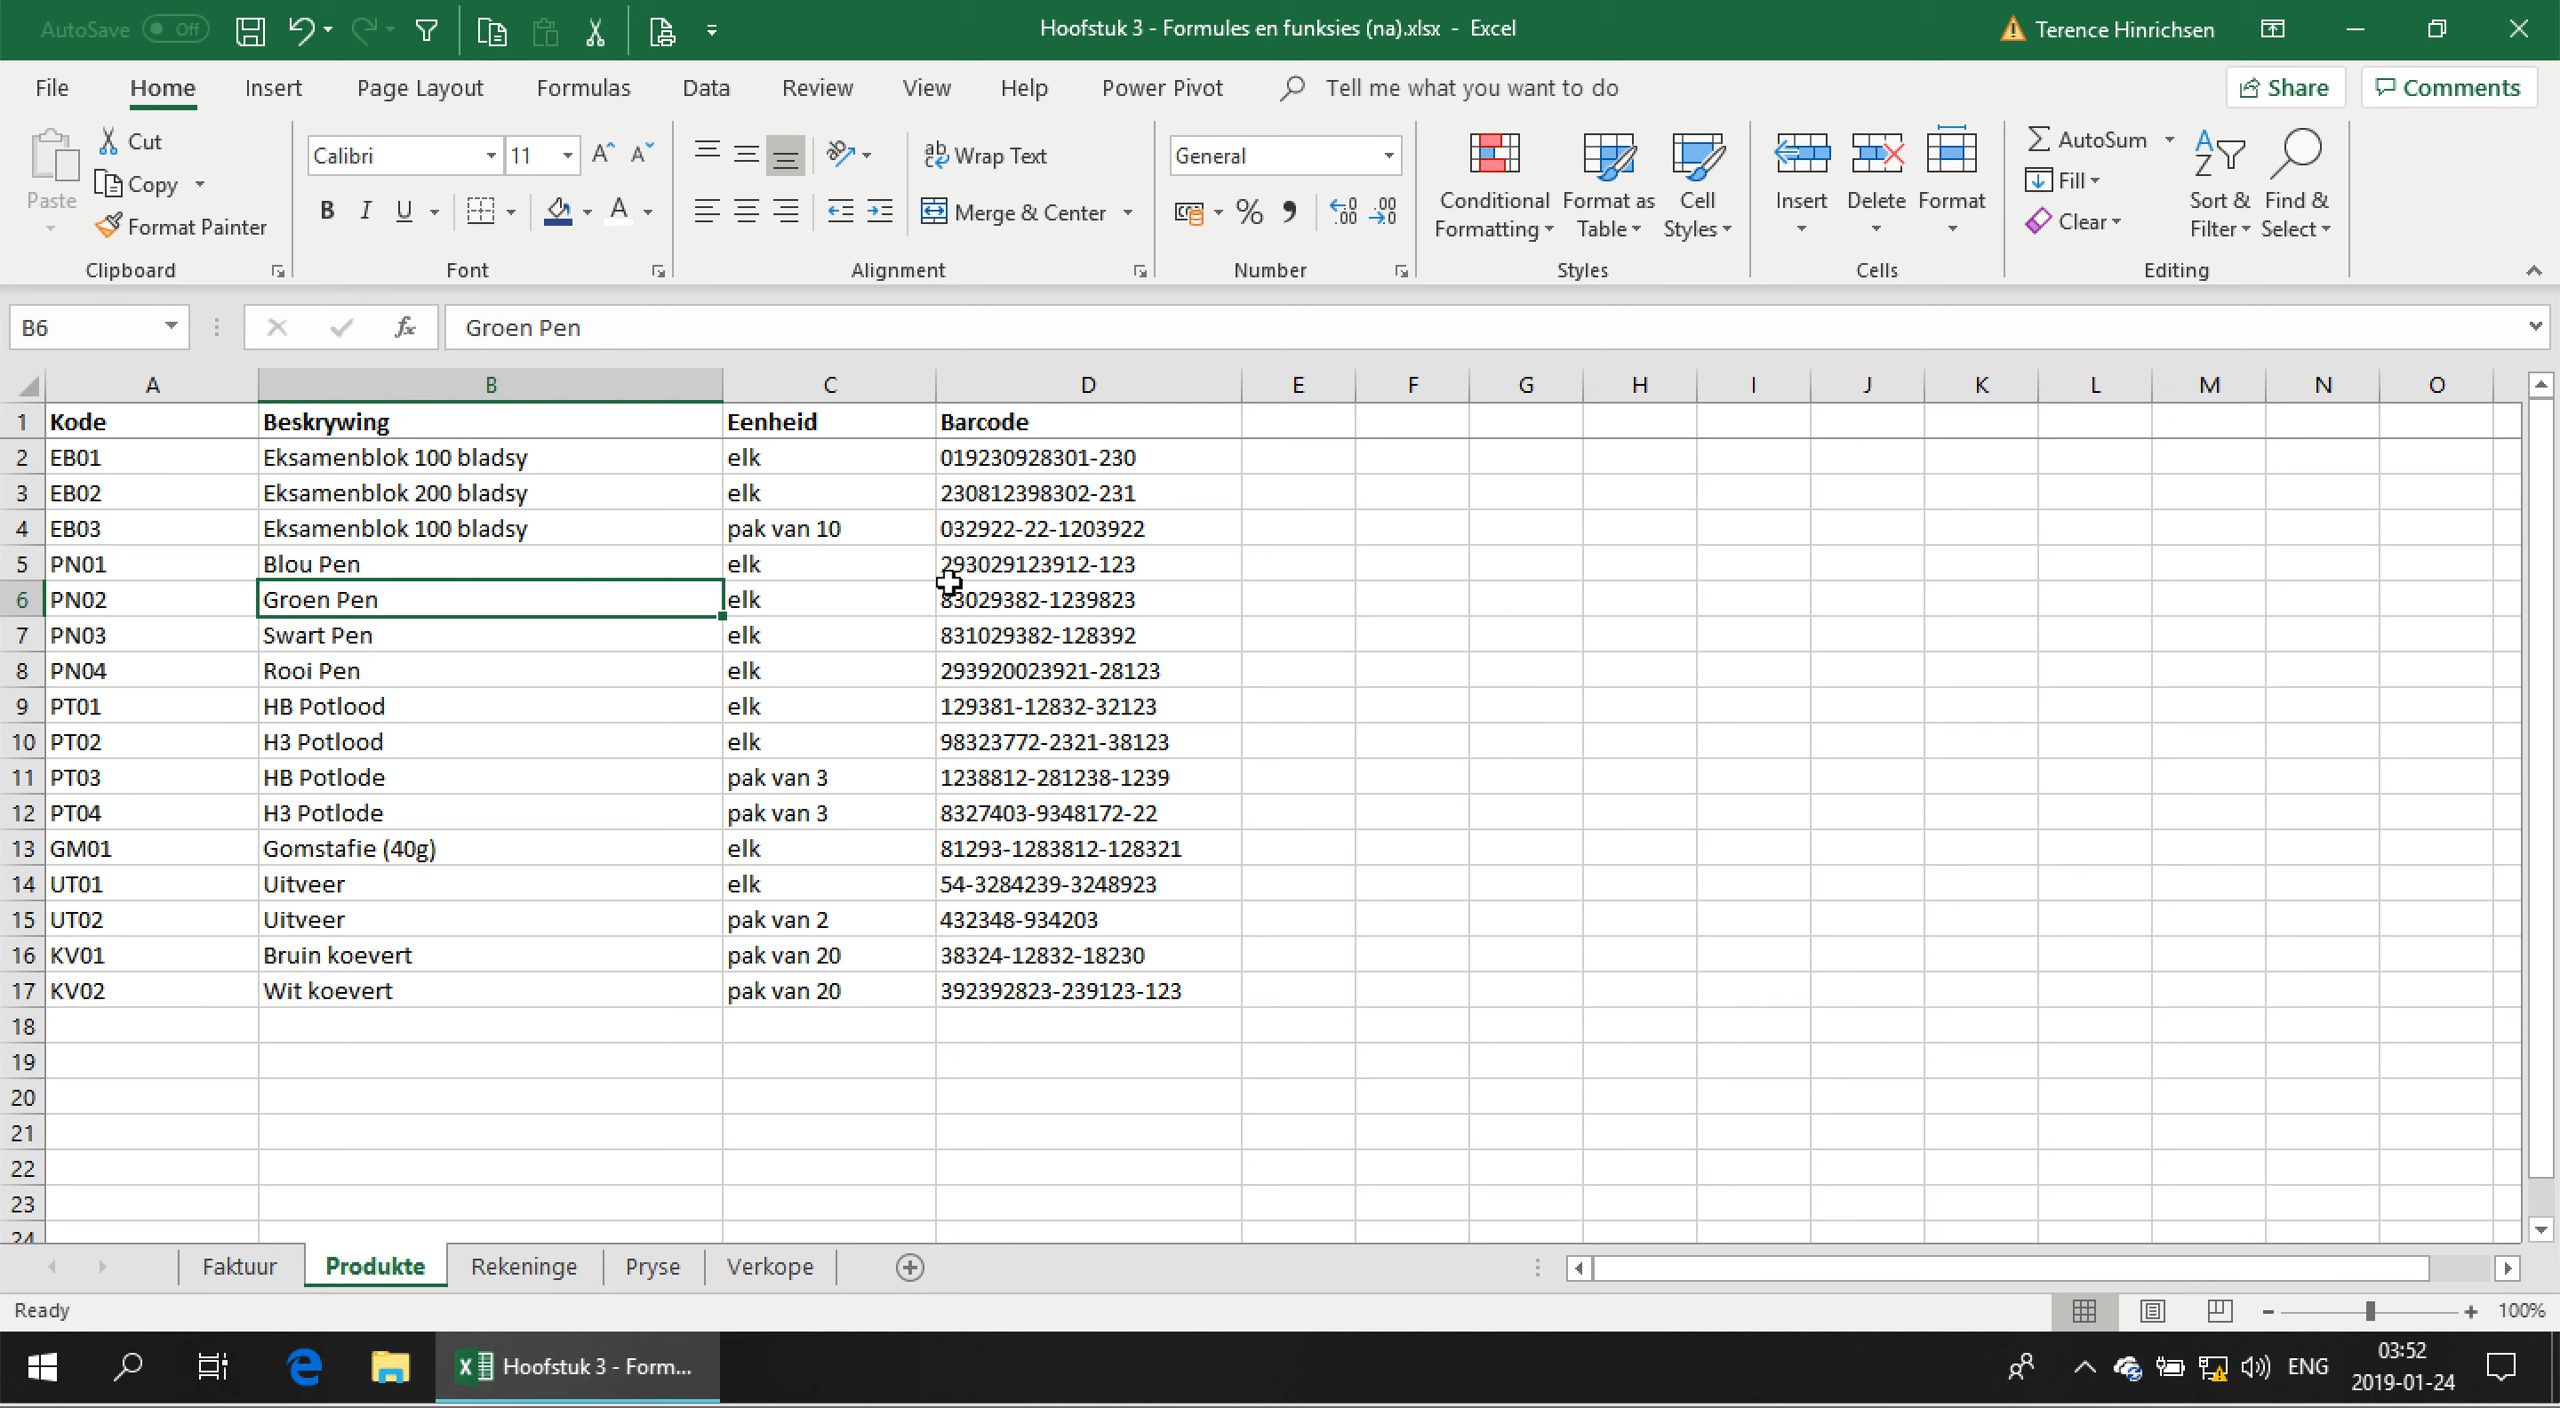 AutoSave Off Hoofstuk 3 - Formules en funksies (na).xlsx - Excel Terence Hinrichsen
File Home Insert Page Layout Formulas Data Review View Help Power Pivot Tell me what you want to do Share Comments
Paste Cut Copy Format Painter Clipboard
Calibri 11 B I U A Font
Wrap Text Merge & Center Alignment
General % Number
Conditional Formatting Format as Table Cell Styles Styles
Insert Delete Format Cells
AutoSum Fill Clear Sort & Filter Find & Select Editing
B6 fx Groen Pen
A B C D E F G H I J K L M N O
1 Kode Beskrywing Eenheid Barcode
2 EB01 Eksamenblok 100 bladsy elk 019230928301-230
3 EB02 Eksamenblok 200 bladsy elk 230812398302-231
4 EB03 Eksamenblok 100 bladsy pak van 10 032922-22-1203922
5 PN01 Blou Pen elk 293029123912-123
6 PN02 Groen Pen elk 83029382-1239823
7 PN03 Swart Pen elk 831029382-128392
8 PN04 Rooi Pen elk 293920023921-28123
9 PT01 HB Potlood elk 129381-12832-32123
10 PT02 H3 Potlood elk 98323772-2321-38123
11 PT03 HB Potlode pak van 3 1238812-281238-1239
12 PT04 H3 Potlode pak van 3 8327403-9348172-22
13 GM01 Gomstafie (40g) elk 81293-1283812-128321
14 UT01 Uitveer elk 54-3284239-3248923
15 UT02 Uitveer pak van 2 432348-934203
16 KV01 Bruin koevert pak van 20 38324-12832-18230
17 KV02 Wit koevert pak van 20 392392823-239123-123
18
19
20
21
22
23
24
Faktuur Produkte Rekeninge Pryse Verkope
Ready 100%
Hoofstuk 3 - Form... ENG 03:52
2019-01-24